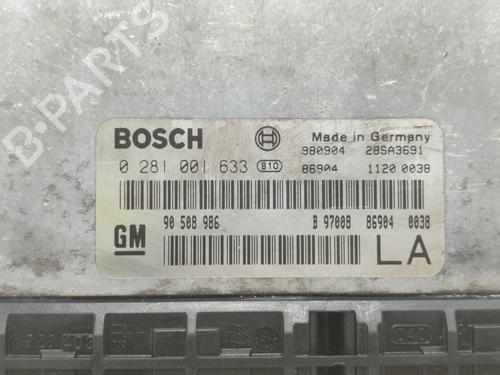 B-PARTS
BOSCH Made in Germany
980904 28SA3691
0 281 001 633 810 86904 1120 0038
90 508 986 B 97008 86904 0038
GM LA